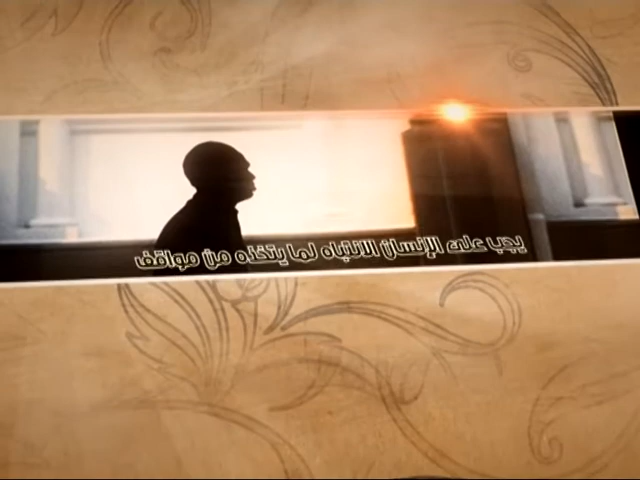 يجب على الإنسان الانتباه لما يتخذه من مواقف